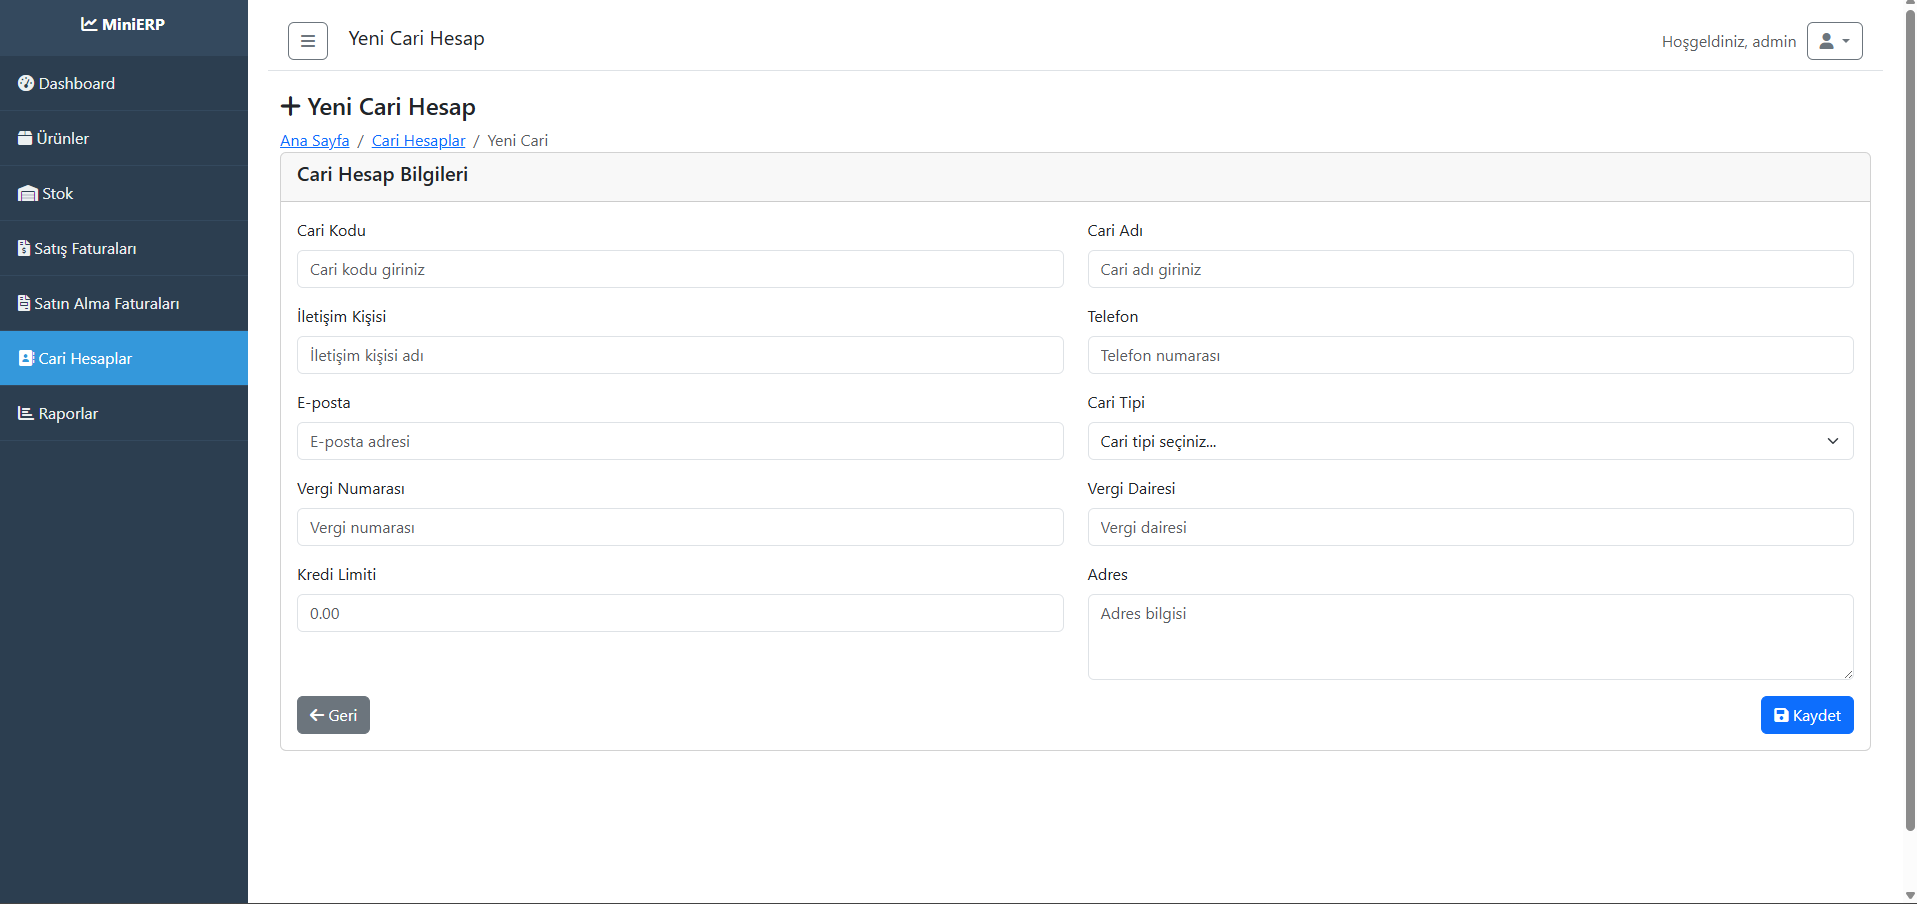 MiniERP
Dashboard
Ürünler
Stok
Satış Faturaları
Satın Alma Faturaları
Cari Hesaplar
Raporlar
Yeni Cari Hesap
Hoşgeldiniz, admin
Yeni Cari Hesap
Ana Sayfa / Cari Hesaplar / Yeni Cari
Cari Hesap Bilgileri
Cari Kodu
Cari kodu giriniz
Cari Adı
Cari adı giriniz
İletişim Kişisi
İletişim kişisi adı
Telefon
Telefon numarası
E-posta
E-posta adresi
Cari Tipi
Cari tipi seçiniz...
Vergi Numarası
Vergi numarası
Vergi Dairesi
Vergi dairesi
Kredi Limiti
0.00
Adres
Adres bilgisi
Geri
Kaydet